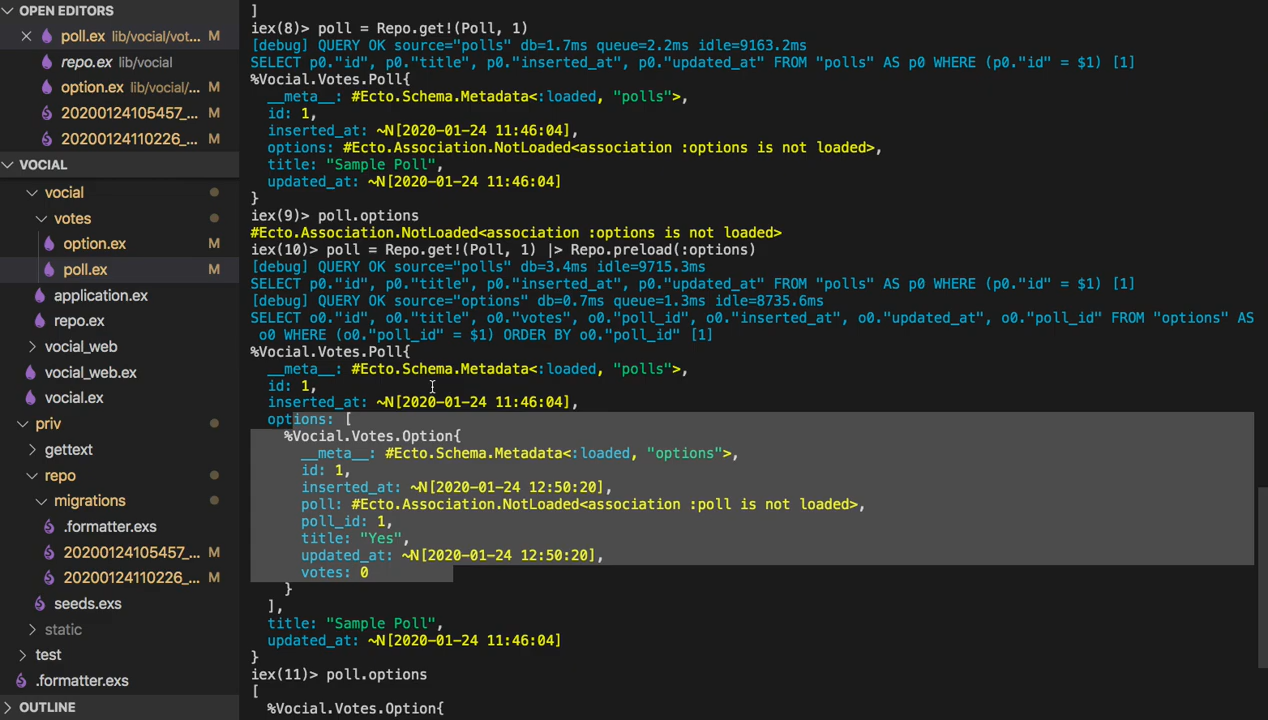 OPEN EDITORS
poll.ex lib/vocial/vot... M
repo.ex lib/vocial
option.ex lib/vocial/... M
20200124105457_... M
20200124110226_... M
VOCIAL
vocial
votes
option.ex M
poll.ex M
application.ex
repo.ex
vocial_web
vocial_web.ex
vocial.ex
priv
gettext
repo
migrations
.formatter.exs
20200124105457_... M
20200124110226_... M
seeds.exs
static
test
.formatter.exs
OUTLINE
]
iex(8)> poll = Repo.get!(Poll, 1)
[debug] QUERY OK source="polls" db=1.7ms queue=2.2ms idle=9163.2ms
SELECT p0."id", p0."title", p0."inserted_at", p0."updated_at" FROM "polls" AS p0 WHERE (p0."id" = $1) [1]
%Vocial.Votes.Poll{
__meta__: #Ecto.Schema.Metadata<:loaded, "polls">,
id: 1,
inserted_at: ~N[2020-01-24 11:46:04],
options: #Ecto.Association.NotLoaded<association :options is not loaded>,
title: "Sample Poll",
updated_at: ~N[2020-01-24 11:46:04]
}
iex(9)> poll.options
#Ecto.Association.NotLoaded<association :options is not loaded>
iex(10)> poll = Repo.get!(Poll, 1) |> Repo.preload(:options)
[debug] QUERY OK source="polls" db=3.4ms idle=9715.3ms
SELECT p0."id", p0."title", p0."inserted_at", p0."updated_at" FROM "polls" AS p0 WHERE (p0."id" = $1) [1]
[debug] QUERY OK source="options" db=0.7ms queue=1.3ms idle=8735.6ms
SELECT o0."id", o0."title", o0."votes", o0."poll_id", o0."inserted_at", o0."updated_at", o0."poll_id" FROM "options" AS
o0 WHERE (o0."poll_id" = $1) ORDER BY o0."poll_id" [1]
%Vocial.Votes.Poll{
__meta__: #Ecto.Schema.Metadata<:loaded, "polls">,
id: 1,
inserted_at: ~N[2020-01-24 11:46:04],
options: [
%Vocial.Votes.Option{
__meta__: #Ecto.Schema.Metadata<:loaded, "options">,
id: 1,
inserted_at: ~N[2020-01-24 12:50:20],
poll: #Ecto.Association.NotLoaded<association :poll is not loaded>,
poll_id: 1,
title: "Yes",
updated_at: ~N[2020-01-24 12:50:20],
votes: 0
}
],
title: "Sample Poll",
updated_at: ~N[2020-01-24 11:46:04]
}
iex(11)> poll.options
[
%Vocial.Votes.Option{